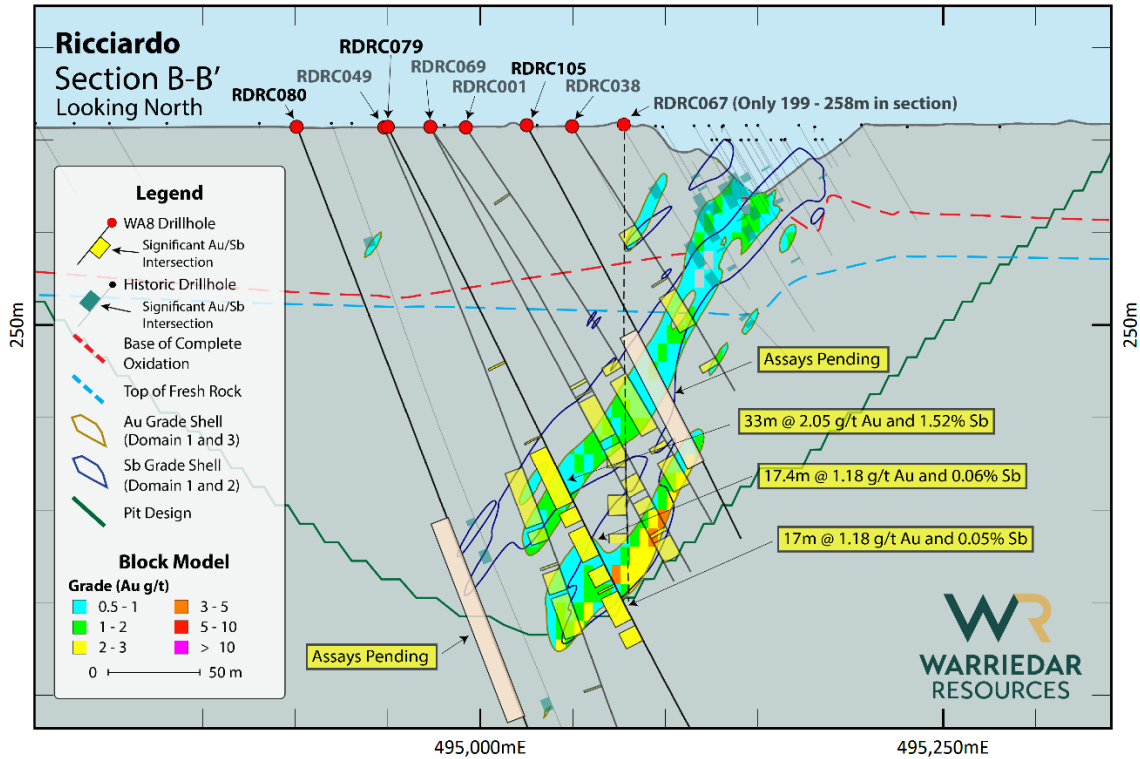 Ricciardo
Section B-B’
Looking North
RDRC080
RDRC049
RDRC079
RDRC069
RDRC001
RDRC105
RDRC038
RDRC067 (Only 199 - 258m in section)
Legend
WA8 Drillhole
Significant Au/Sb
Intersection
Historic Drillhole
Significant Au/Sb
Intersection
Base of Complete
Oxidation
Top of Fresh Rock
Au Grade Shell
(Domain 1 and 3)
Sb Grade Shell
(Domain 1 and 2)
Pit Design
Block Model
Grade (Au g/t)
0.5 - 1
3 - 5
1 - 2
5 - 10
2 - 3
> 10
0
50 m
250m
250m
Assays Pending
33m @ 2.05 g/t Au and 1.52% Sb
17.4m @ 1.18 g/t Au and 0.06% Sb
17m @ 1.18 g/t Au and 0.05% Sb
Assays Pending
WR
WARRIEDAR
RESOURCES
495,000mE
495,250mE